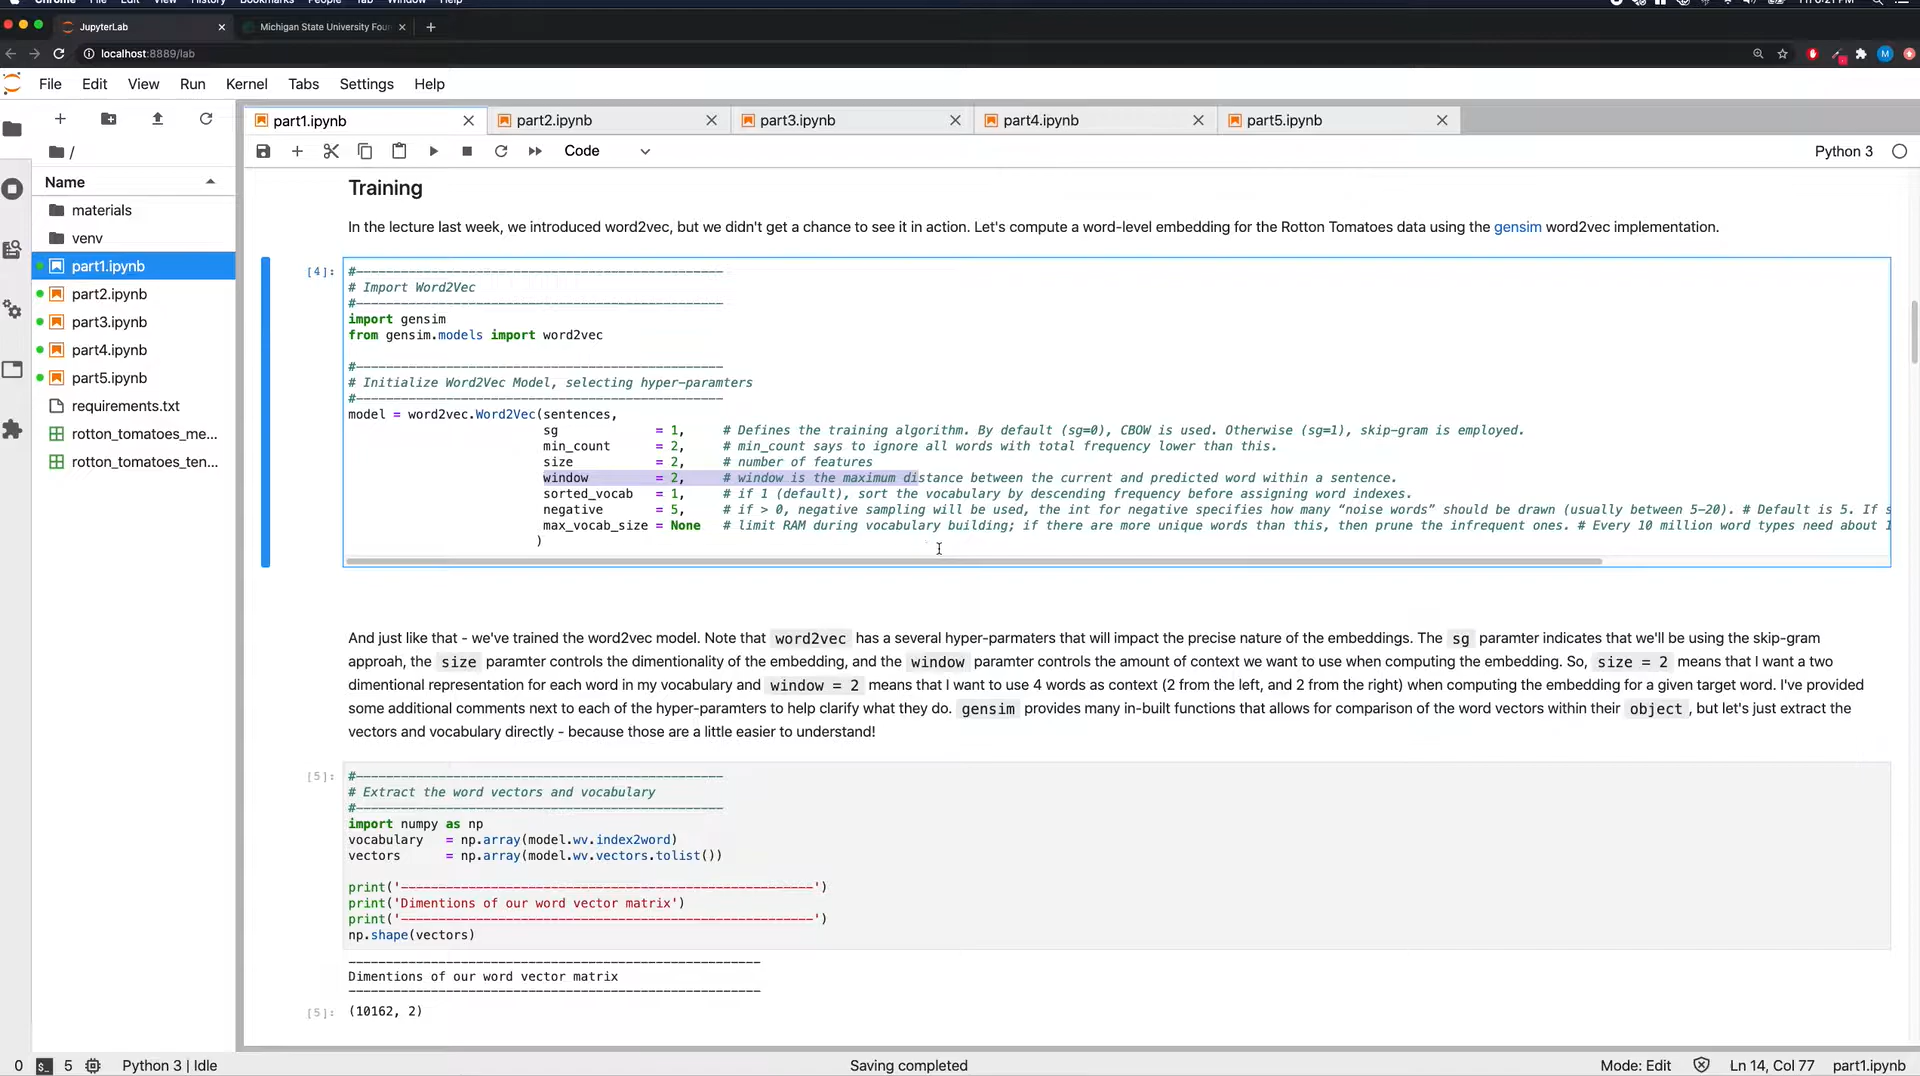 Chrome File Edit View History Bookmarks People Tab Window Help
JupyterLab
Michigan State University Foun
localhost:8889/lab
M
File Edit View Run Kernel Tabs Settings Help
part1.ipynb
part2.ipynb
part3.ipynb
part4.ipynb
part5.ipynb
/
Code
Python 3
Name
materials
venv
part1.ipynb
part2.ipynb
part3.ipynb
part4.ipynb
part5.ipynb
requirements.txt
rotton_tomatoes_me...
rotton_tomatoes_ten...
Training
In the lecture last week, we introduced word2vec, but we didn't get a chance to see it in action. Let's compute a word-level embedding for the Rotton Tomatoes data using the gensim word2vec implementation.
[4]:
#-------------------------------------------------
# Import Word2Vec
#-------------------------------------------------
import gensim
from gensim.models import word2vec
#-------------------------------------------------
# Initialize Word2Vec Model, selecting hyper-paramters
#-------------------------------------------------
model = word2vec.Word2Vec(sentences,
sg = 1, # Defines the training algorithm. By default (sg=0), CBOW is used. Otherwise (sg=1), skip-gram is employed.
min_count = 2, # min_count says to ignore all words with total frequency lower than this.
size = 2, # number of features
window = 2, # window is the maximum distance between the current and predicted word within a sentence.
sorted_vocab = 1, # if 1 (default), sort the vocabulary by descending frequency before assigning word indexes.
negative = 5, # if > 0, negative sampling will be used, the int for negative specifies how many “noise words” should be drawn (usually between 5-20). # Default is 5. If s
max_vocab_size = None # limit RAM during vocabulary building; if there are more unique words than this, then prune the infrequent ones. # Every 10 million word types need about 1
)
And just like that - we've trained the word2vec model. Note that word2vec has a several hyper-parmaters that will impact the precise nature of the embeddings. The sg paramter indicates that we'll be using the skip-gram
approah, the size paramter controls the dimentionality of the embedding, and the window paramter controls the amount of context we want to use when computing the embedding. So, size = 2 means that I want a two
dimentional representation for each word in my vocabulary and window = 2 means that I want to use 4 words as context (2 from the left, and 2 from the right) when computing the embedding for a given target word. I've provided
some additional comments next to each of the hyper-paramters to help clarify what they do. gensim provides many in-built functions that allows for comparison of the word vectors within their object, but let's just extract the
vectors and vocabulary directly - because those are a little easier to understand!
[5]:
#-------------------------------------------------
# Extract the word vectors and vocabulary
#-------------------------------------------------
import numpy as np
vocabulary = np.array(model.wv.index2word)
vectors = np.array(model.wv.vectors.tolist())
print('-------------------------------------------------------')
print('Dimentions of our word vector matrix')
print('-------------------------------------------------------')
np.shape(vectors)
-------------------------------------------------------
Dimentions of our word vector matrix
-------------------------------------------------------
[5]: (10162, 2)
0 5 Python 3 | Idle
Saving completed
Mode: Edit
Ln 14, Col 77
part1.ipynb